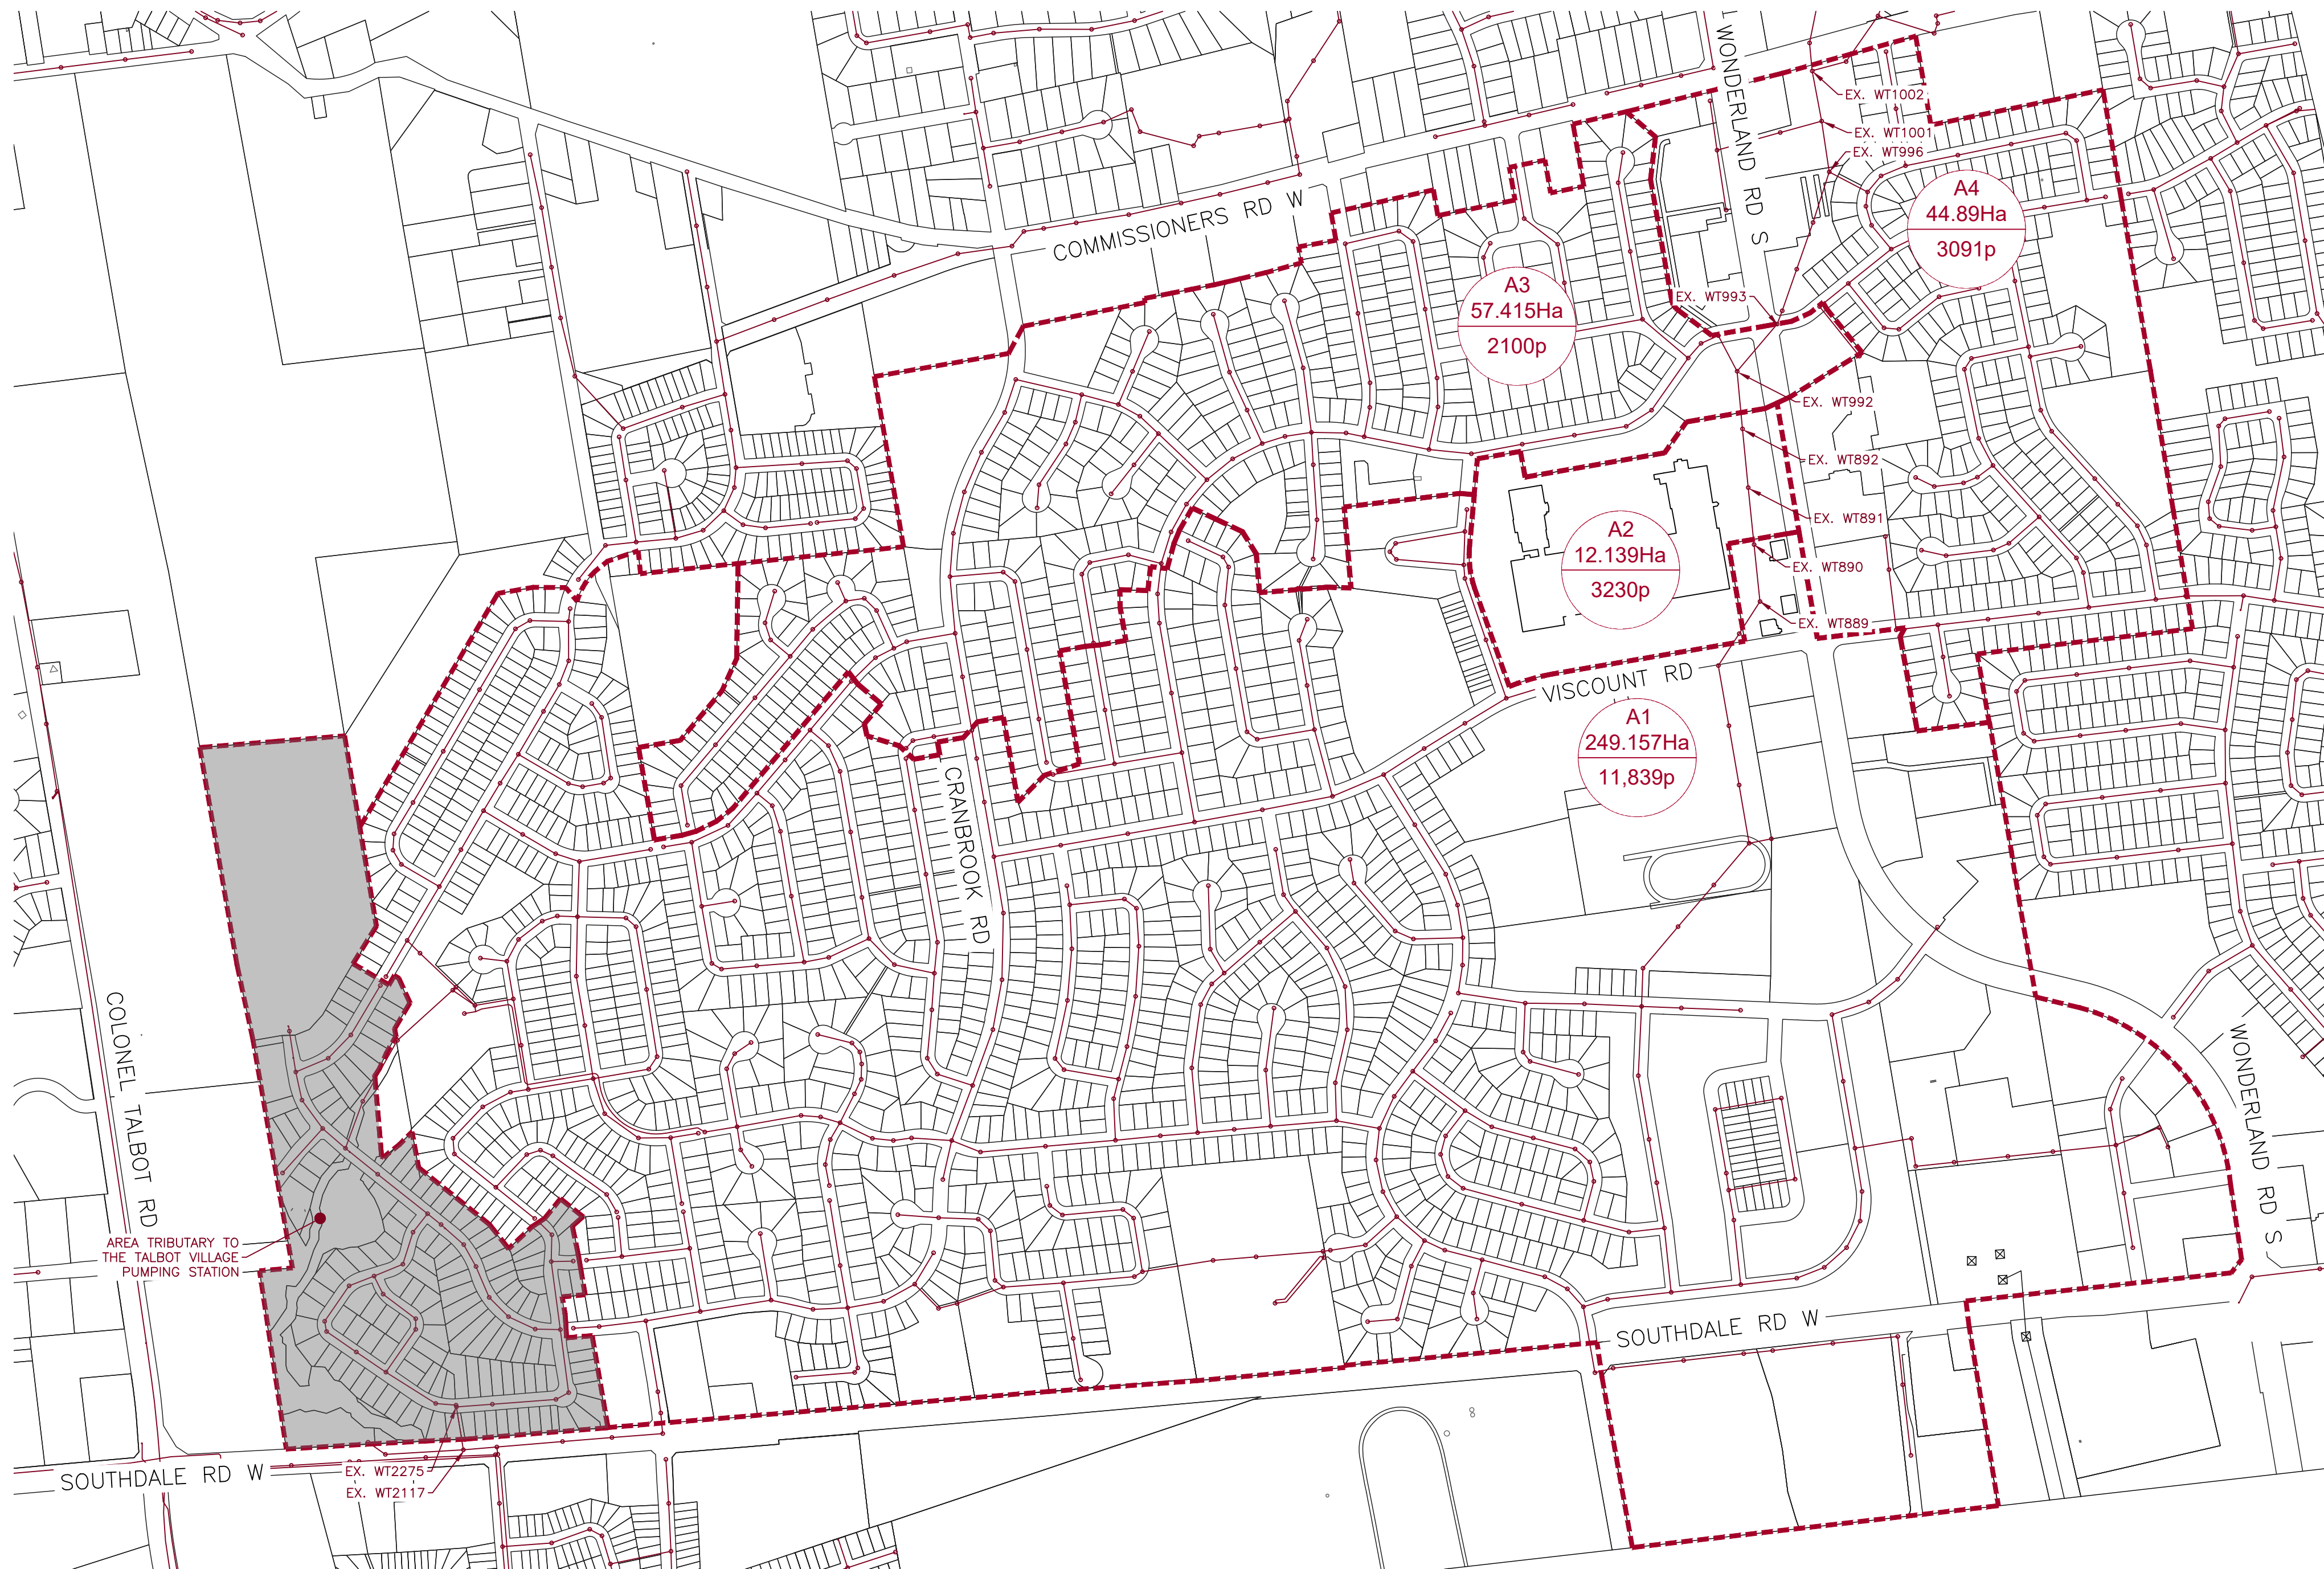 WONDERLAND RD S
EX. WT1002
EX. WT1001
EX. WT996
A4
44.89Ha
3091p
COMMISSIONERS RD W
A3
57.415Ha
2100p
EX. WT993
EX. WT992
EX. WT892
EX. WT891
A2
12.139Ha
3230p
EX. WT890
EX. WT889
VISCOUNT RD
A1
249.157Ha
11,839p
CRANBROOK RD
COLONEL TALBOT RD
WONDERLAND RD S
AREA TRIBUTARY TO
THE TALBOT VILLAGE
PUMPING STATION
SOUTHDALE RD W
SOUTHDALE RD W
EX. WT2275
EX. WT2117